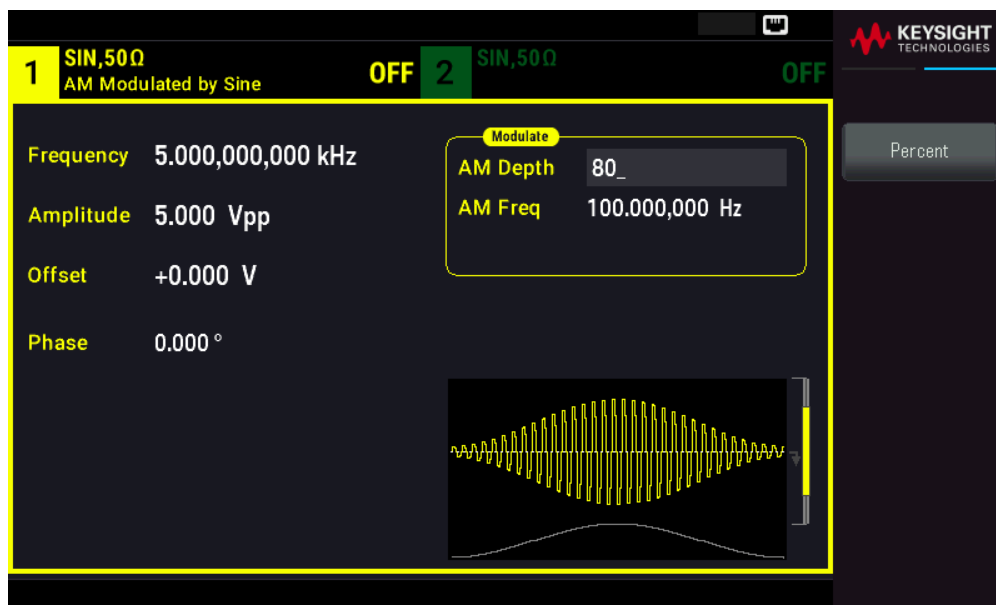 KEYSIGHT
TECHNOLOGIES
1 SIN,50Ω
AM Modulated by Sine OFF
2 SIN,50Ω OFF
Frequency 5.000,000,000 kHz
Amplitude 5.000 Vpp
Offset +0.000 V
Phase 0.000 °
Modulate
AM Depth 80_
AM Freq 100.000,000 Hz
Percent